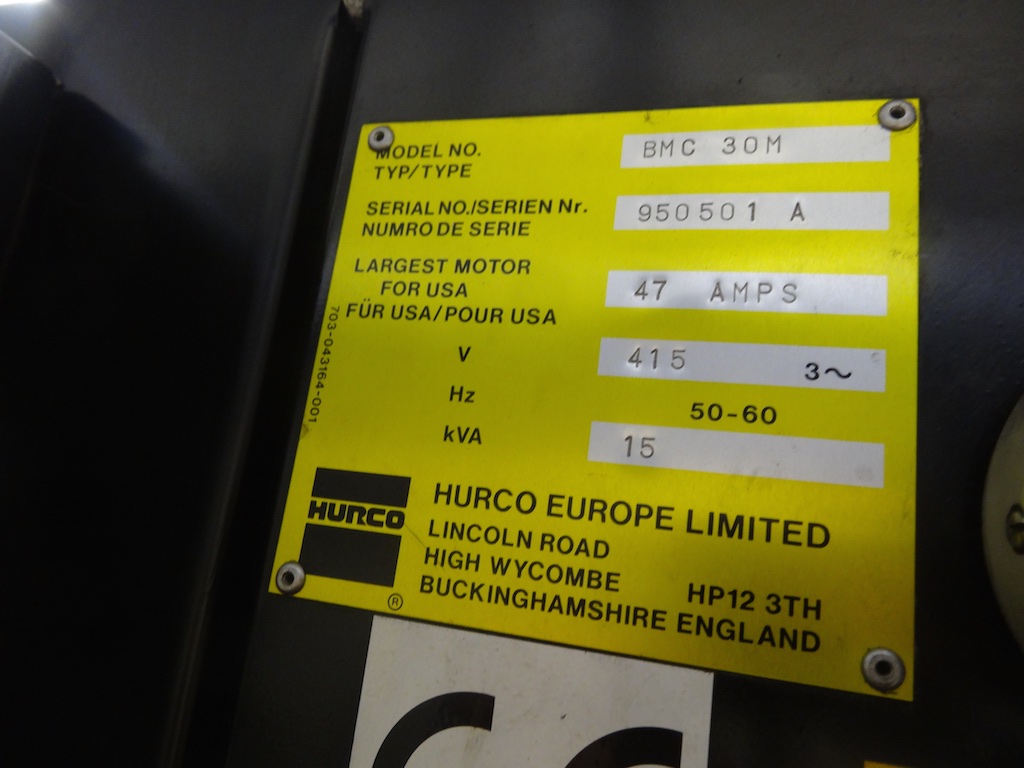 MODEL NO. BMC 30M
TYP/TYPE
SERIAL NO./SERIEN Nr. 950501 A
NUMRO DE SERIE
LARGEST MOTOR
FOR USA 47 AMPS
FÜR USA/POUR USA
V 415 3~
Hz 50-60
kVA 15
703-043164-001
HURCO
®
HURCO EUROPE LIMITED
LINCOLN ROAD
HIGH WYCOMBE HP12 3TH
BUCKINGHAMSHIRE ENGLAND
CE